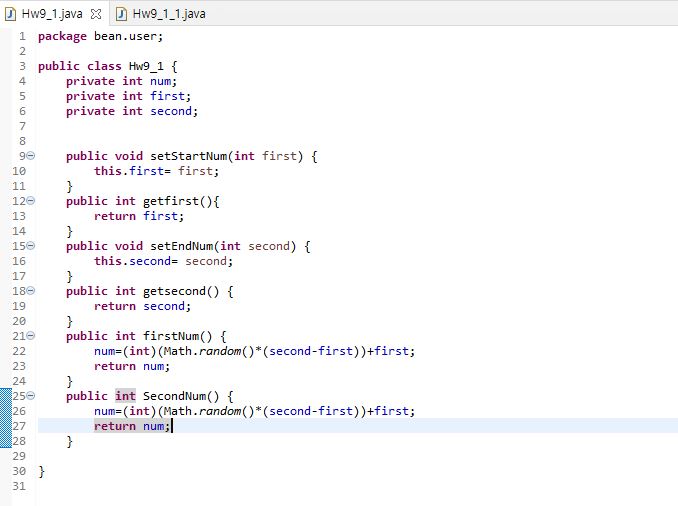 Hw9_1.java Hw9_1_1.java
1 package bean.user;
2
3 public class Hw9_1 {
4 private int num;
5 private int first;
6 private int second;
7
8
9 public void setStartNum(int first) {
10 this.first= first;
11 }
12 public int getfirst(){
13 return first;
14 }
15 public void setEndNum(int second) {
16 this.second= second;
17 }
18 public int getsecond() {
19 return second;
20 }
21 public int firstNum() {
22 num=(int)(Math.random()*(second-first))+first;
23 return num;
24 }
25 public int SecondNum() {
26 num=(int)(Math.random()*(second-first))+first;
27 return num;
28 }
29
30 }
31